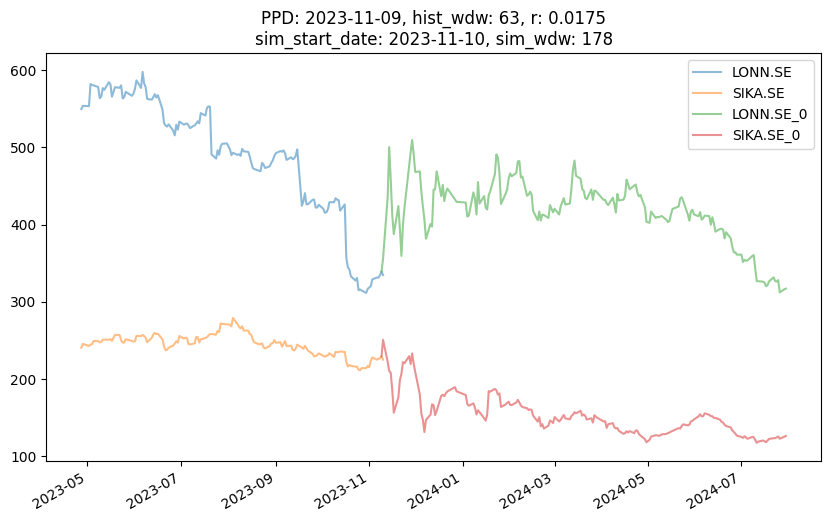 PPD: 2023-11-09, hist_wdw: 63, r: 0.0175
sim_start_date: 2023-11-10, sim_wdw: 178
600
500
400
300
200
100
LONN.SE
SIKA.SE
LONN.SE_0
SIKA.SE_0
2023-05
2023-07
2023-09
2023-11
2024-01
2024-03
2024-05
2024-07